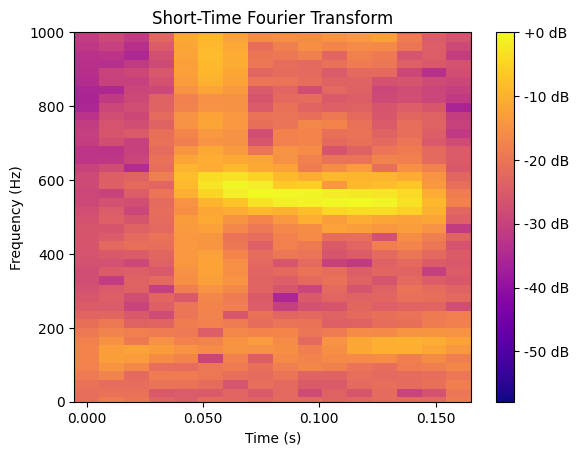 Short-Time Fourier Transform
1000
800
600
400
200
0
Frequency (Hz)
0.000 0.050 0.100 0.150
Time (s)
+0 dB
-10 dB
-20 dB
-30 dB
-40 dB
-50 dB